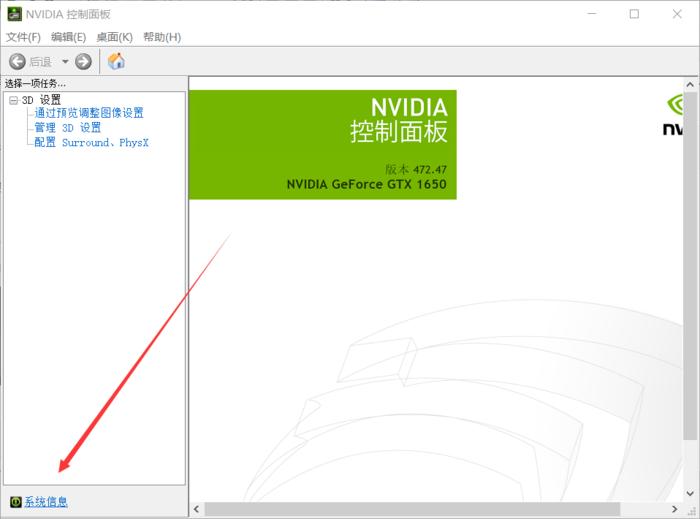 NVIDIA 控制面板
文件(F) 编辑(E) 桌面(K) 帮助(H)
后退
选择一项任务...
3D 设置
通过预览调整图像设置
管理 3D 设置
配置 Surround、PhysX
NVIDIA
控制面板
版本 472.47
NVIDIA GeForce GTX 1650
系统信息